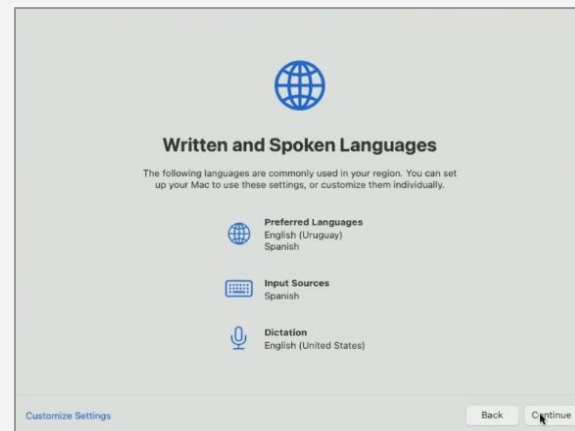 Written and Spoken Languages
The following languages are commonly used in your region. You can set
up your Mac to use these settings, or customize them individually.
Preferred Languages
English (Uruguay)
Spanish
Input Sources
Spanish
Dictation
English (United States)
Customize Settings
Back
Continue